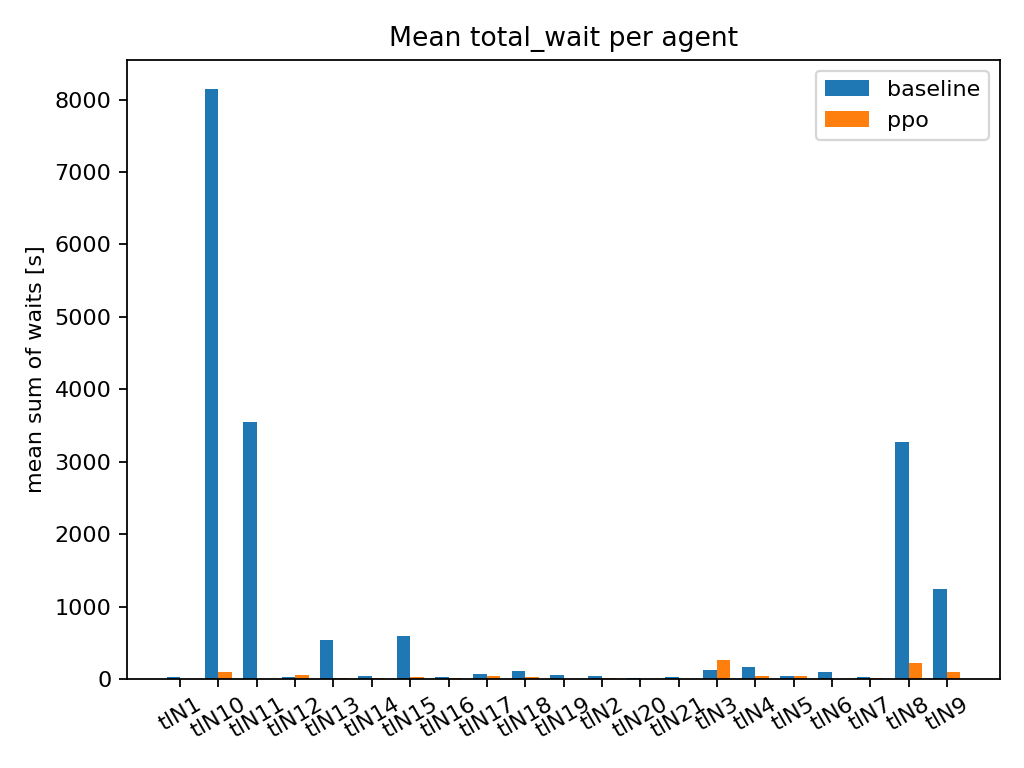 Mean total_wait per agent
baseline
ppo
mean sum of waits [s]
8000
7000
6000
5000
4000
3000
2000
1000
0
tlN1
tlN10
tlN11
tlN12
tlN13
tlN14
tlN15
tlN16
tlN17
tlN18
tlN19
tlN2
tlN20
tlN21
tlN3
tlN4
tlN5
tlN6
tlN7
tlN8
tlN9